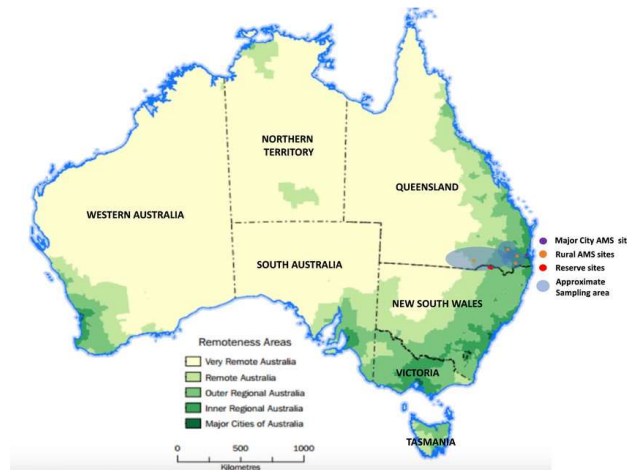 NORTHERN
TERRITORY
QUEENSLAND
WESTERN AUSTRALIA
SOUTH AUSTRALIA
NEW SOUTH WALES
VICTORIA
TASMANIA
Major City AMS sit
Rural AMS sites
Reserve sites
Approximate
Sampling area
Remoteness Areas
Very Remote Australia
Remote Australia
Outer Regional Australia
Inner Regional Australia
Major Cities of Australia
0 500 1000
Kilometres